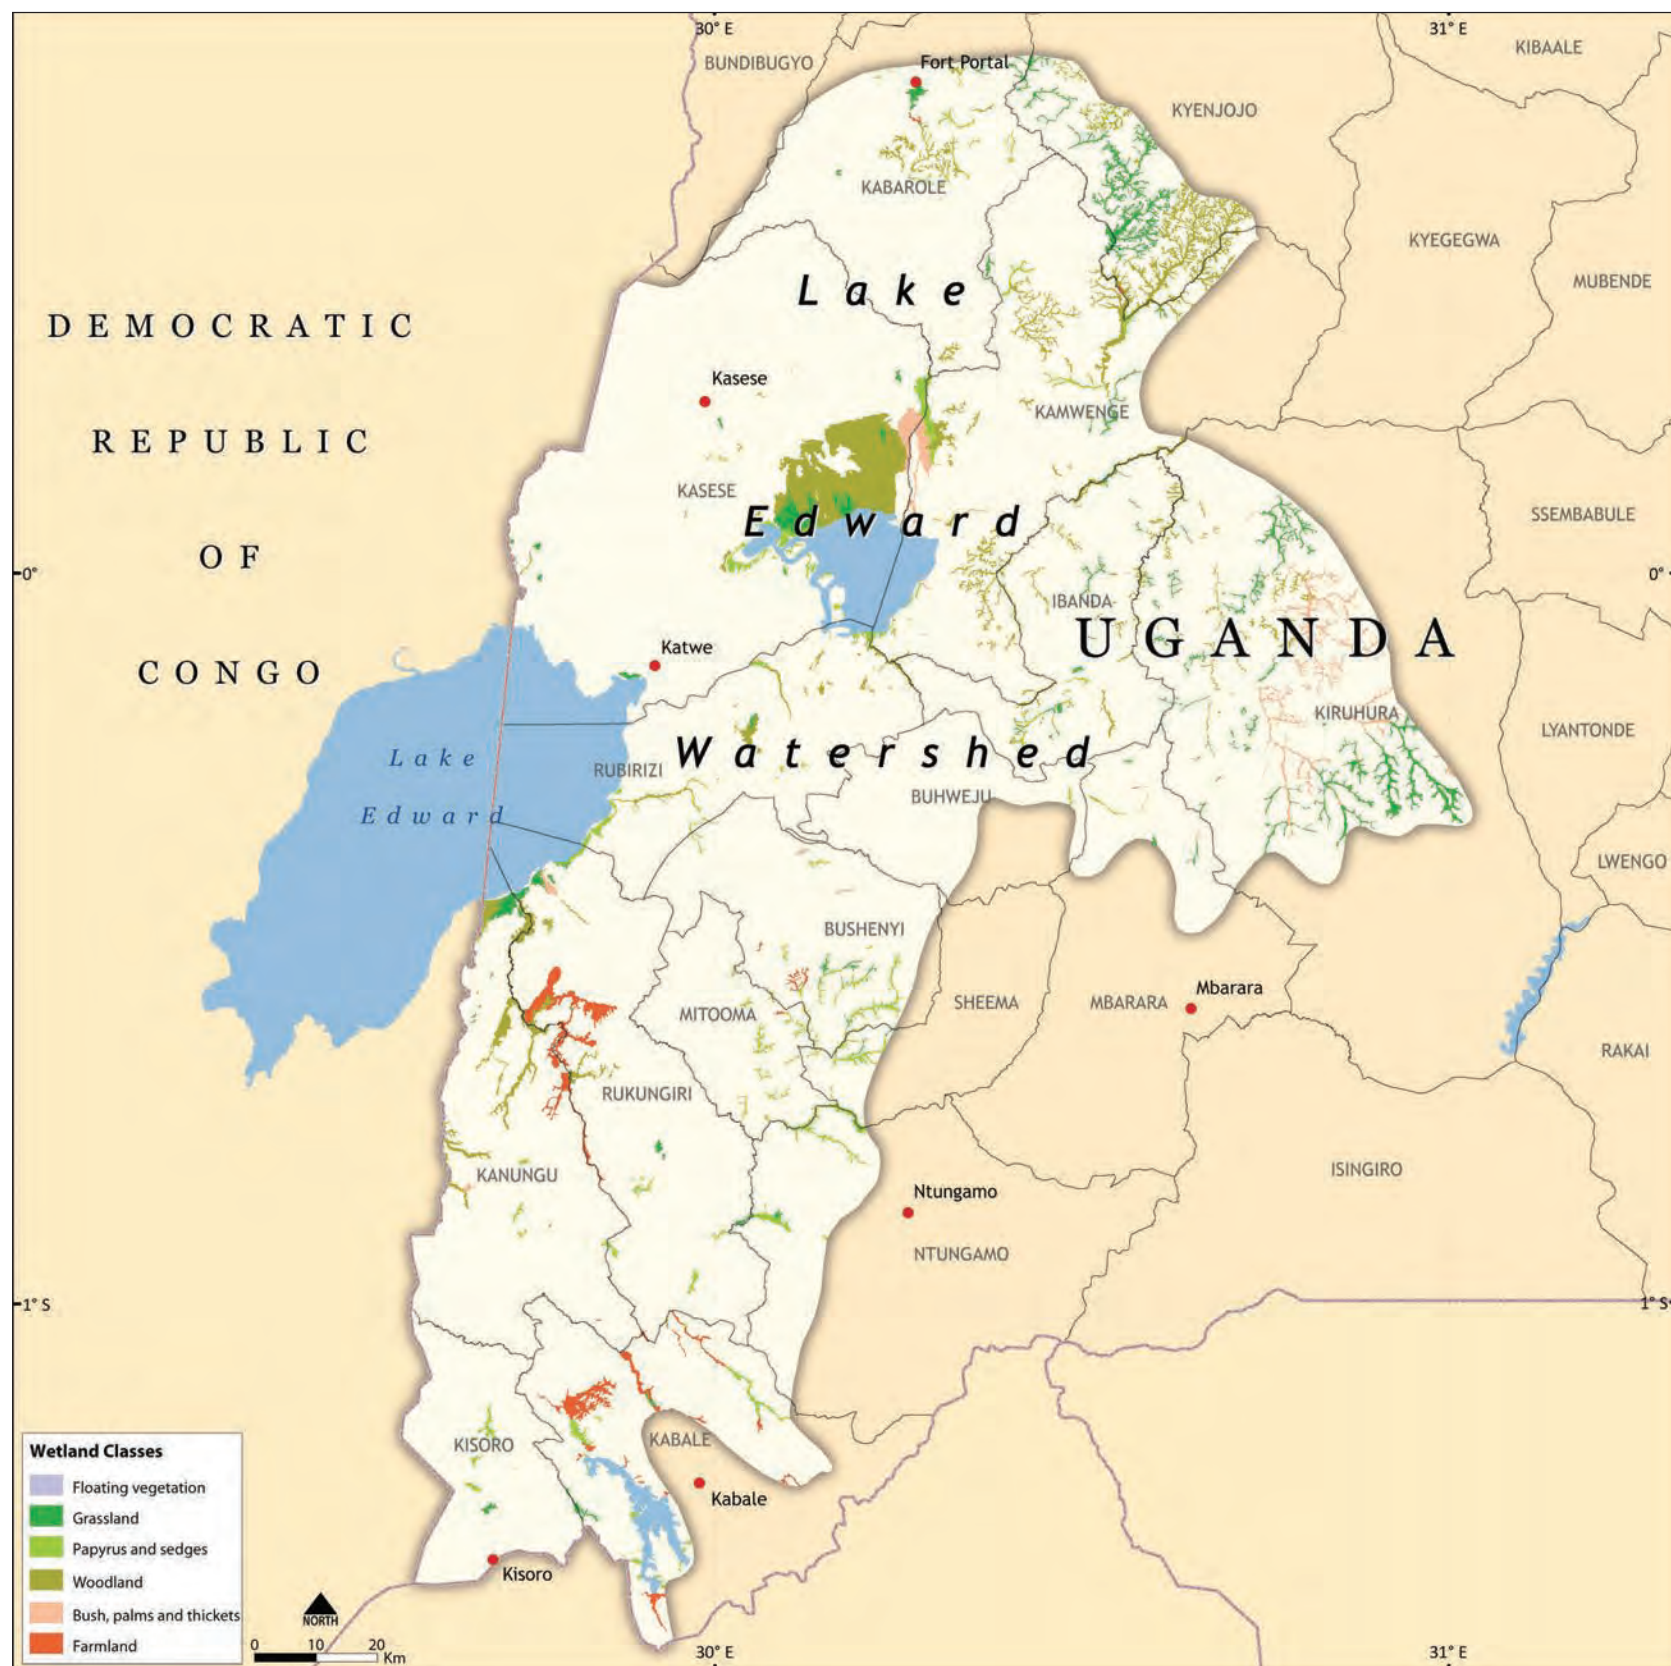 30° E
31° E
BUNDIBUGYO
Fort Portal
KIBAALE
KYENJOJO
KABAROLE
KYEGEGWA
MUBENDE
Lake
DEMOCRATIC
REPUBLIC
OF
CONGO
Kasese
KAMWENGE
KASESE
Edward
SSEMBABULE
0°
0°
IBANDA
UGANDA
Katwe
KIRUHURA
LYANTONDE
Lake
Edward
Watershed
RUBIRIZI
BUHWEJU
LWENGO
BUSHENYI
MITOOMA
SHEEMA
MBARARA
Mbarara
RAKAI
RUKUNGIRI
KANUNGU
ISINGIRO
Ntungamo
NTUNGAMO
1° S
1° S
KISORO
KABALE
Kabale
Kisoro
Wetland Classes
Floating vegetation
Grassland
Papyrus and sedges
Woodland
Bush, palms and thickets
Farmland
NORTH
0 10 20
Km
30° E
31° E